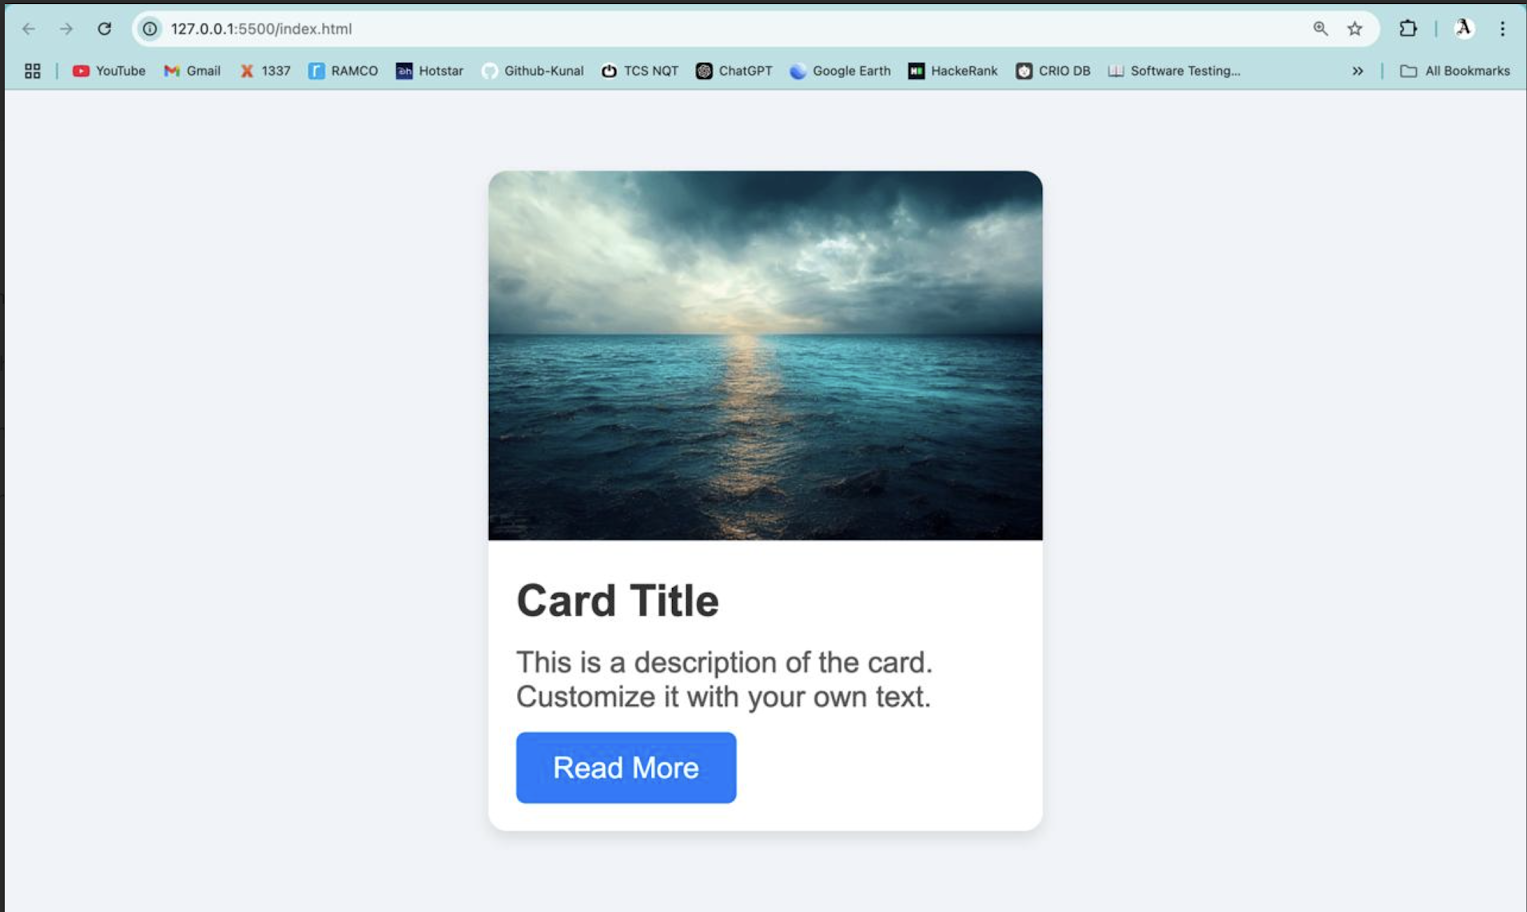 127.0.0.1:5500/index.html
YouTube Gmail 1337 RAMCO Hotstar Github-Kunal TCS NQT ChatGPT Google Earth HackeRank CRIO DB Software Testing... All Bookmarks
Card Title
This is a description of the card.
Customize it with your own text.
Read More